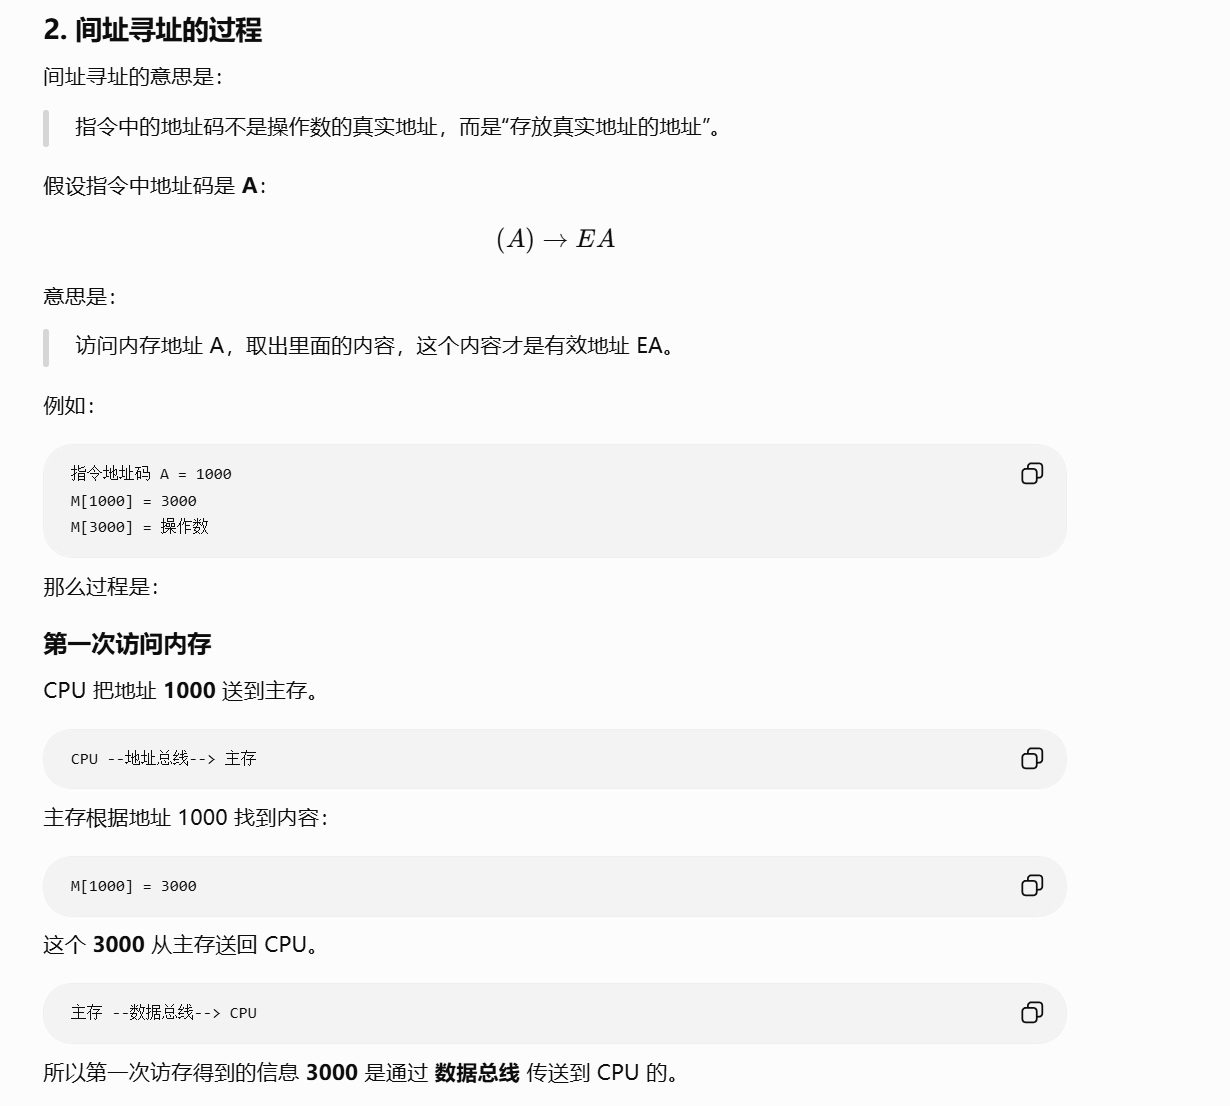 2. 间址寻址的过程
间址寻址的意思是：
指令中的地址码不是操作数的真实地址，而是“存放真实地址的地址”。
假设指令中地址码是 A：
(A) → EA
意思是：
访问内存地址 A，取出里面的内容，这个内容才是有效地址 EA。
例如：
指令地址码 A = 1000
M[1000] = 3000
M[3000] = 操作数
那么过程是：
第一次访问内存
CPU 把地址 1000 送到主存。
CPU --地址总线--> 主存
主存根据地址 1000 找到内容：
M[1000] = 3000
这个 3000 从主存送回 CPU。
主存 --数据总线--> CPU
所以第一次访存得到的信息 3000 是通过 数据总线 传送到 CPU 的。